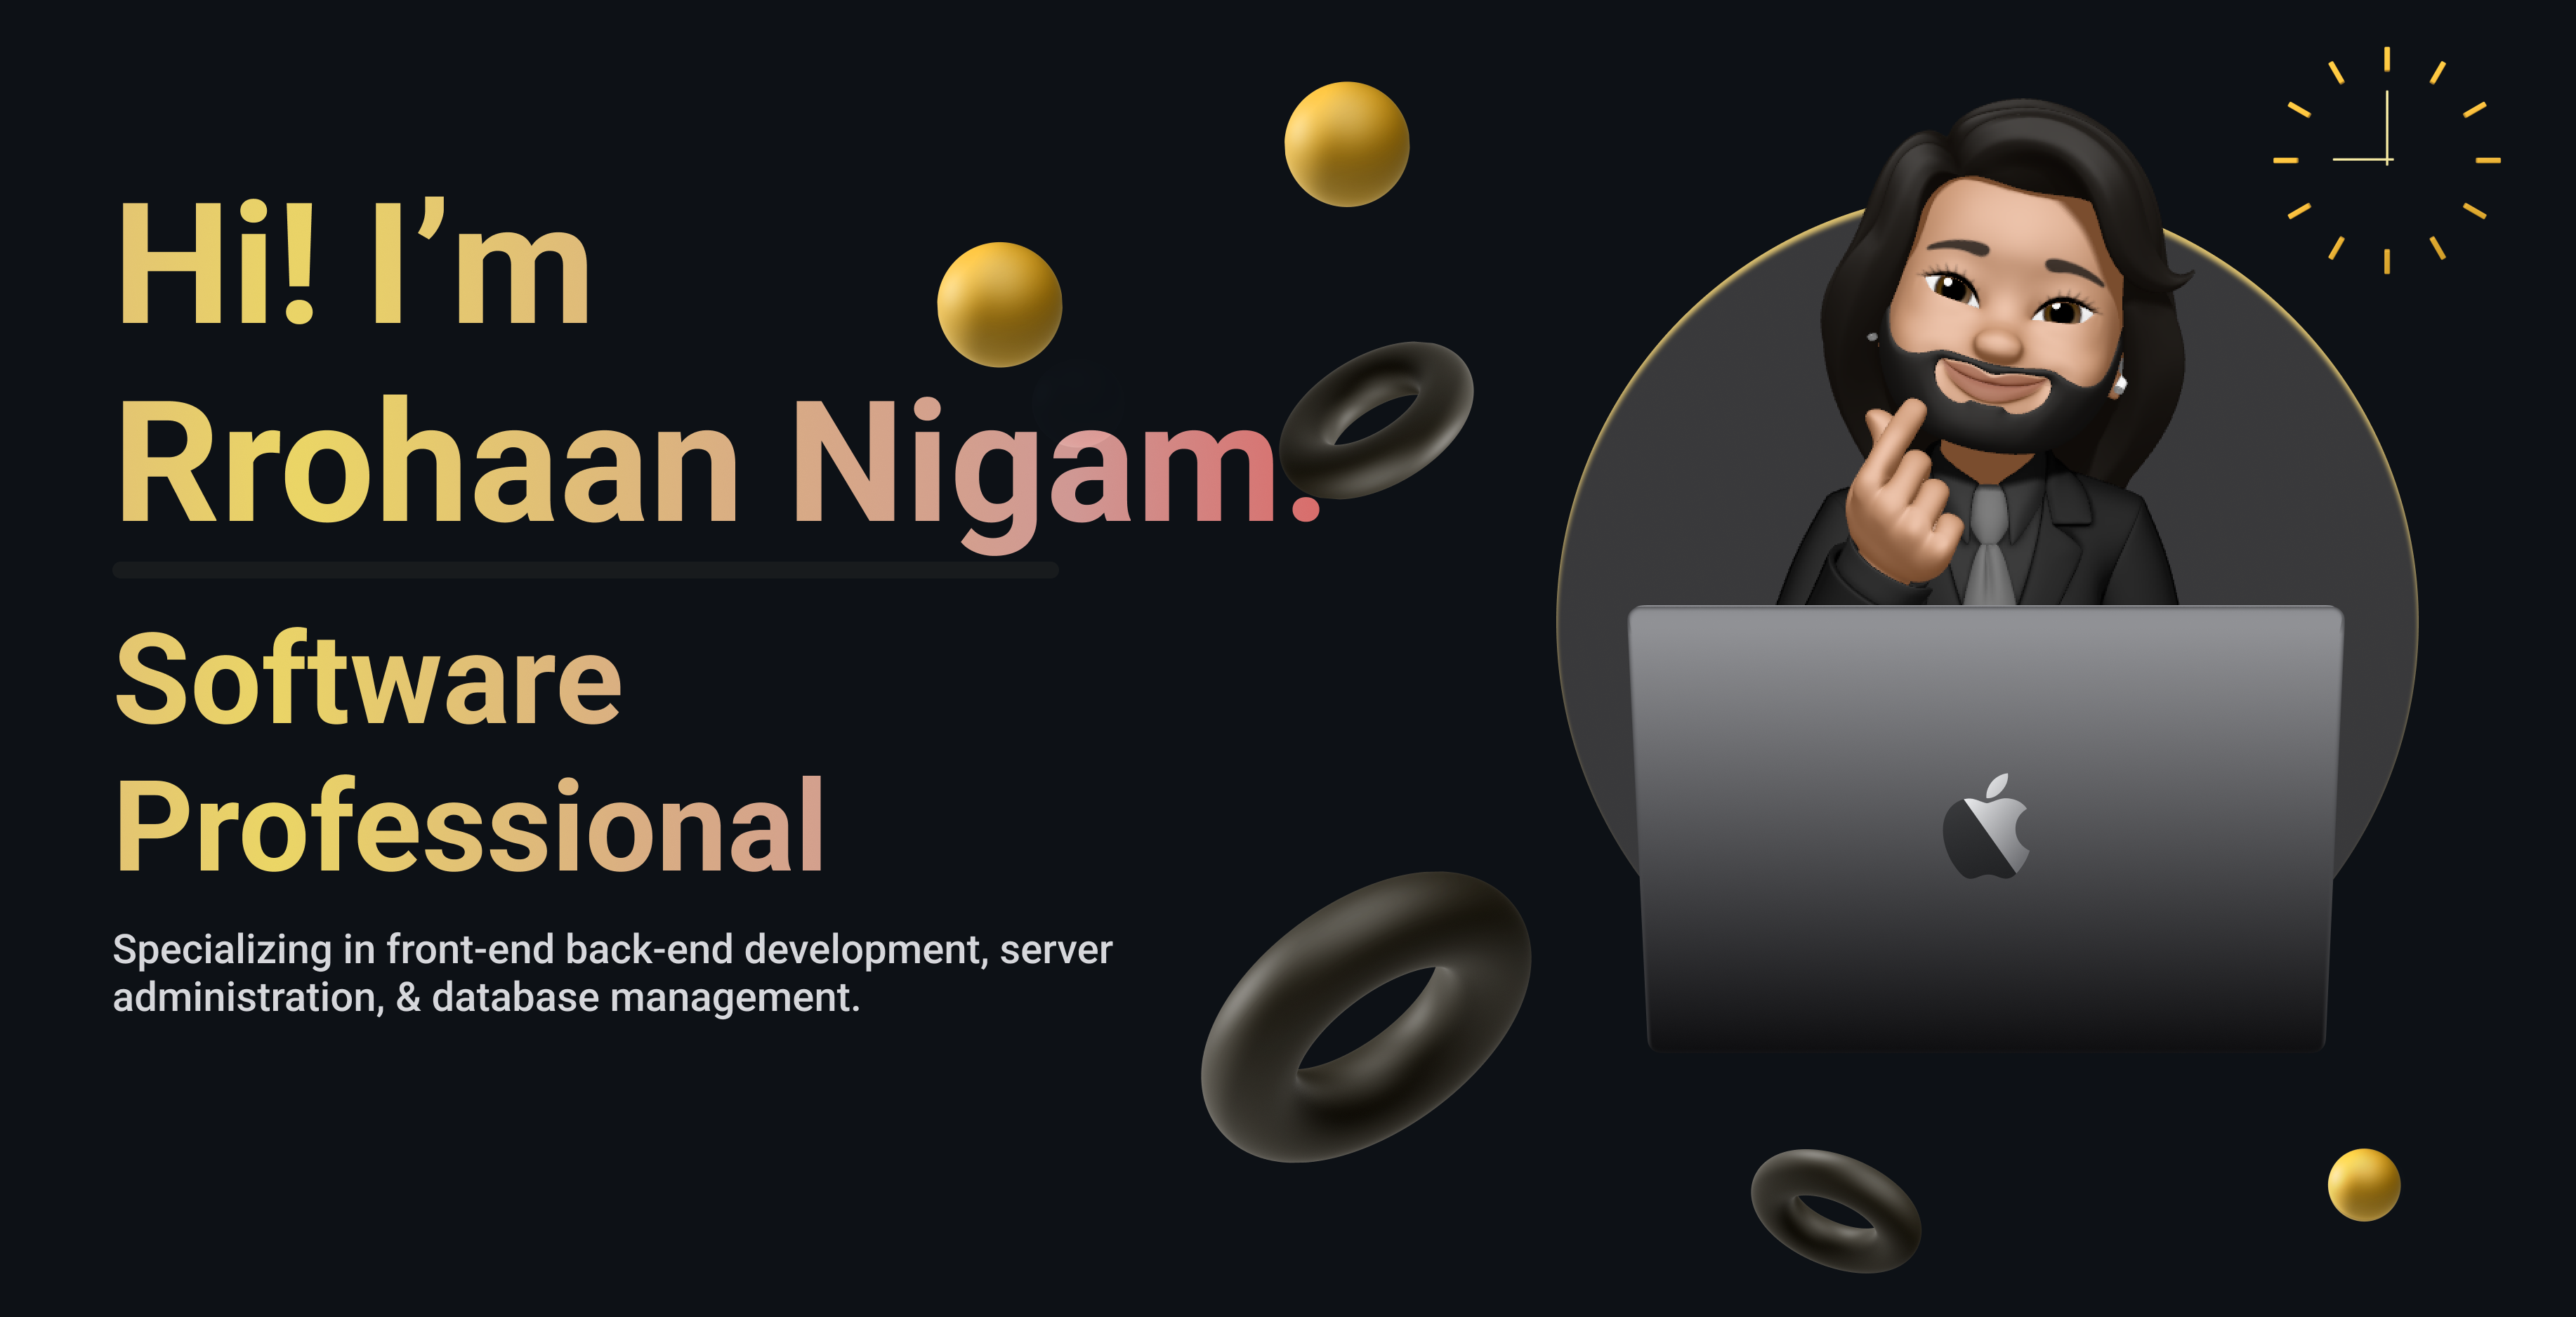 Hi! I’m
Rrohaan Nigam.
Software
Professional
Specializing in front-end back-end development, server
administration, & database management.